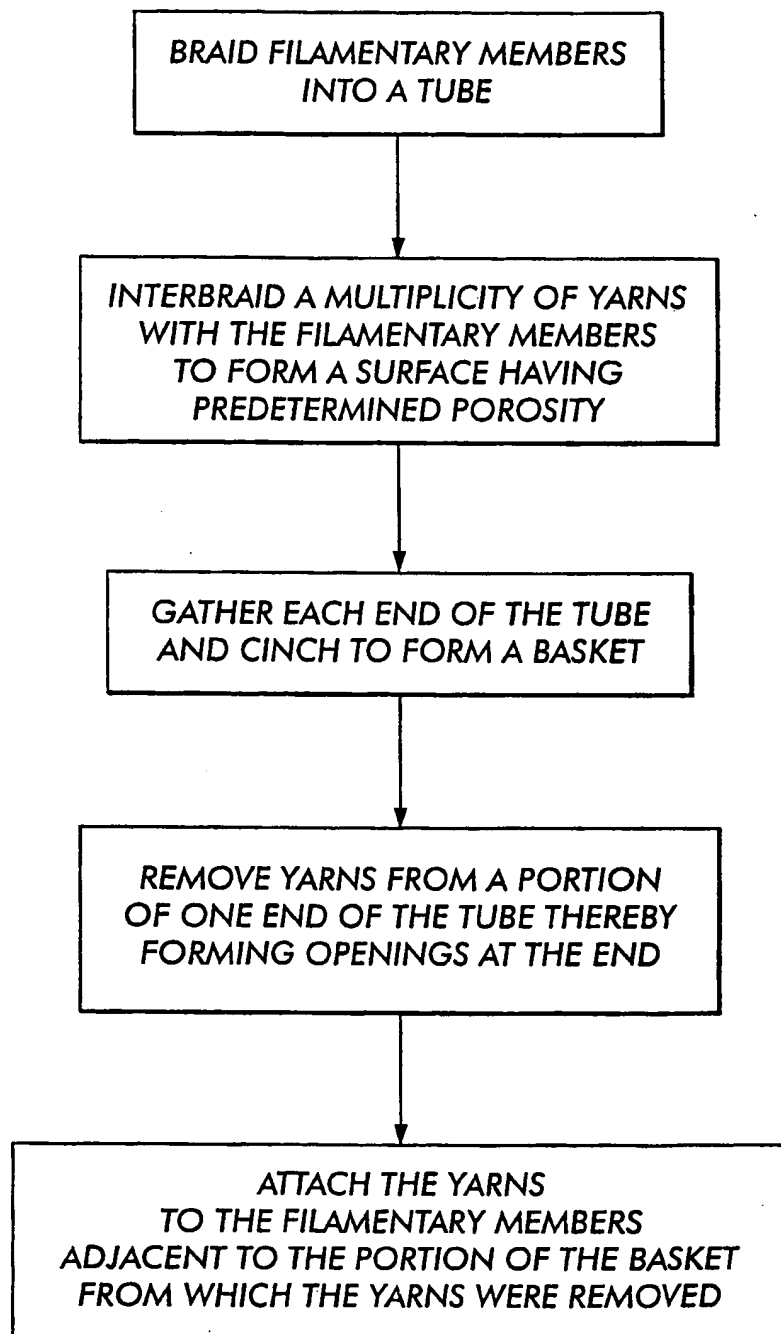 BRAID FILAMENTARY MEMBERS
INTO A TUBE
INTERBRAID A MULTIPLICITY OF YARNS
WITH THE FILAMENTARY MEMBERS
TO FORM A SURFACE HAVING
PREDETERMINED POROSITY
GATHER EACH END OF THE TUBE
AND CINCH TO FORM A BASKET
REMOVE YARNS FROM A PORTION
OF ONE END OF THE TUBE THEREBY
FORMING OPENINGS AT THE END
ATTACH THE YARNS
TO THE FILAMENTARY MEMBERS
ADJACENT TO THE PORTION OF THE BASKET
FROM WHICH THE YARNS WERE REMOVED